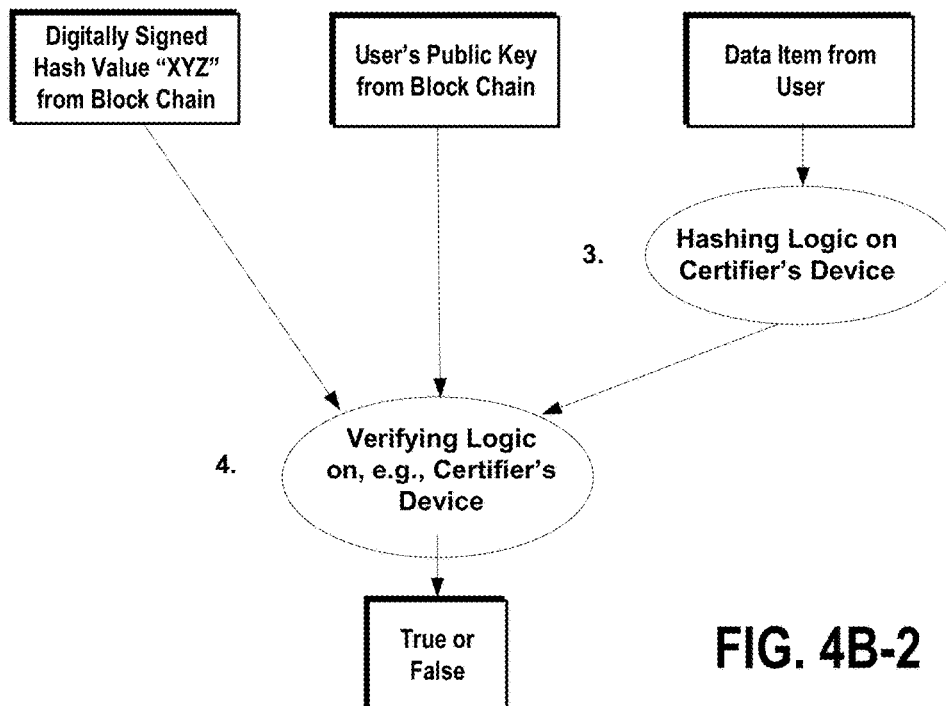 Digitally Signed
Hash Value “XYZ”
from Block Chain
User's Public Key
from Block Chain
Data Item from
User
3.
Hashing Logic on
Certifier's Device
4.
Verifying Logic
on, e.g., Certifier's
Device
True or
False
FIG. 4B-2